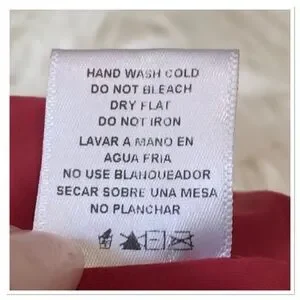 HAND WASH COLD
DO NOT BLEACH
DRY FLAT
DO NOT IRON
LAVAR A MANO EN
AGUA FRIA
NO USE BLANQUEADOR
SECAR SOBRE UNA MESA
NO PLANCHAR